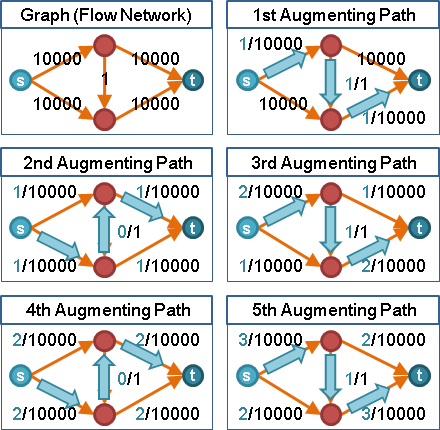 Graph (Flow Network)
10000 10000
s 1 t
10000 10000
1st Augmenting Path
1/10000 10000
s 1/1 t
10000 1/10000
2nd Augmenting Path
1/10000 1/10000
s 0/1 t
1/10000 1/10000
3rd Augmenting Path
2/10000 1/10000
s 1/1 t
1/10000 2/10000
4th Augmenting Path
2/10000 2/10000
s 0/1 t
2/10000 2/10000
5th Augmenting Path
3/10000 2/10000
s 1/1 t
2/10000 3/10000